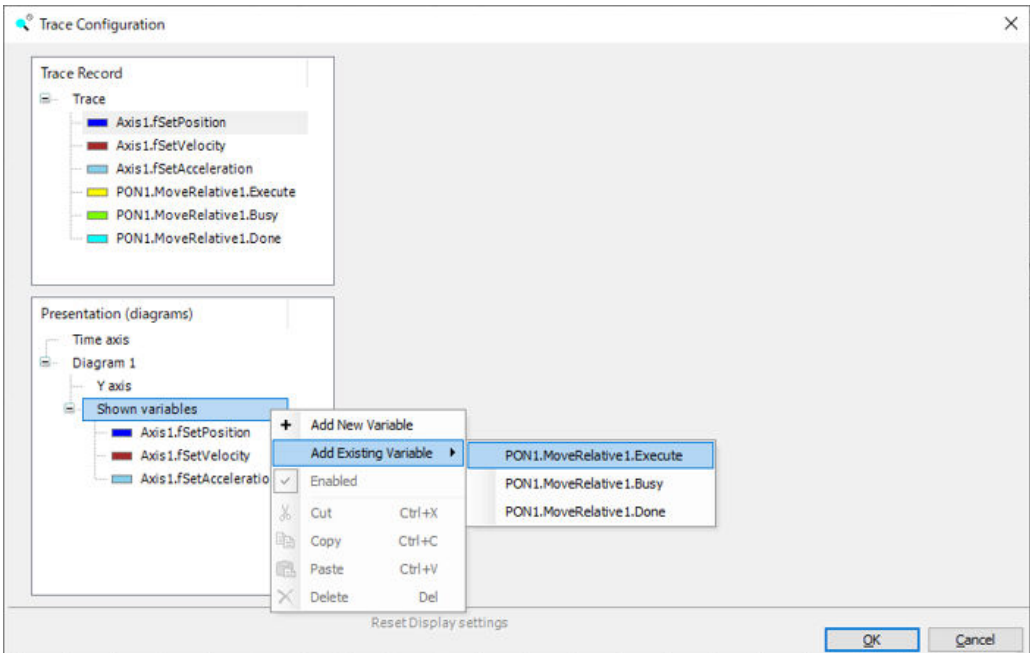 Trace Configuration
Trace Record
Trace
Axis1.fSetPosition
Axis1.fSetVelocity
Axis1.fSetAcceleration
PON1.MoveRelative1.Execute
PON1.MoveRelative1.Busy
PON1.MoveRelative1.Done
Presentation (diagrams)
Time axis
Diagram 1
Y axis
Shown variables
Axis1.fSetPosition
Axis1.fSetVelocity
Axis1.fSetAcceleratio
Add New Variable
Add Existing Variable
Enabled
Cut Ctrl+X
Copy Ctrl+C
Paste Ctrl+V
Delete Del
PON1.MoveRelative1.Execute
PON1.MoveRelative1.Busy
PON1.MoveRelative1.Done
Reset Display settings
OK Cancel